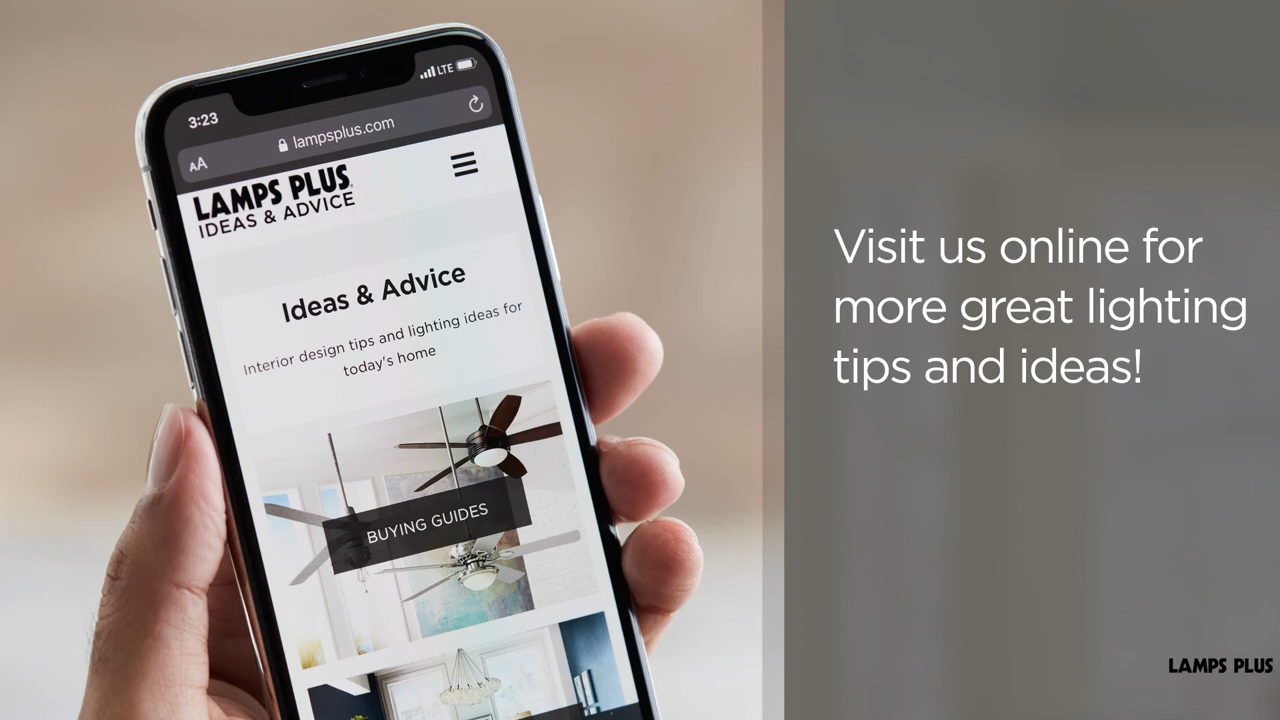 3:23
LTE
AA
lampsplus.com
LAMPS PLUS
IDEAS & ADVICE
Ideas & Advice
Interior design tips and lighting ideas for
today's home
BUYING GUIDES
Visit us online for
more great lighting
tips and ideas!
LAMPS PLUS